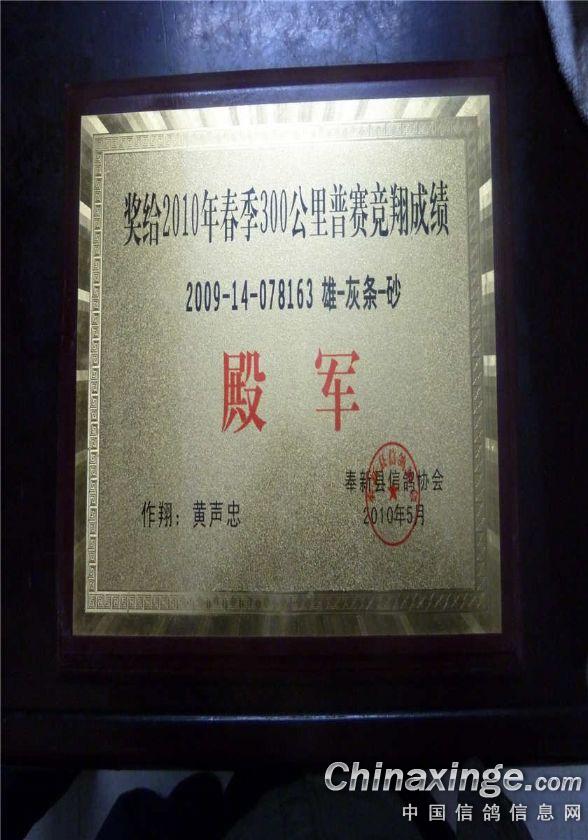 奖给2010年春季300公里普赛竞翔成绩
2009-14-078163 雄-灰条-砂
殿军
奉新县信鸽协会
作翔：黄声忠
2010年5月
Chinaxinge.com
中国信鸽信息网